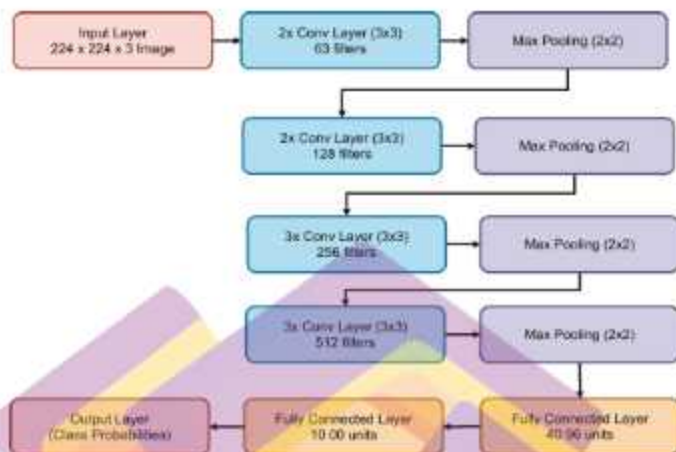 Input Layer
224 x 224 x 3 Image
2x Conv Layer (3x3)
63 filters
Max Pooling (2x2)
2x Conv Layer (3x3)
128 filters
Max Pooling (2x2)
3x Conv Layer (3x3)
256 filters
Max Pooling (2x2)
3x Conv Layer (3x3)
512 filters
Max Pooling (2x2)
Output Layer
(Class Probabilities)
Fully Connected Layer
10 00 units
Fully Connected Layer
40 96 units